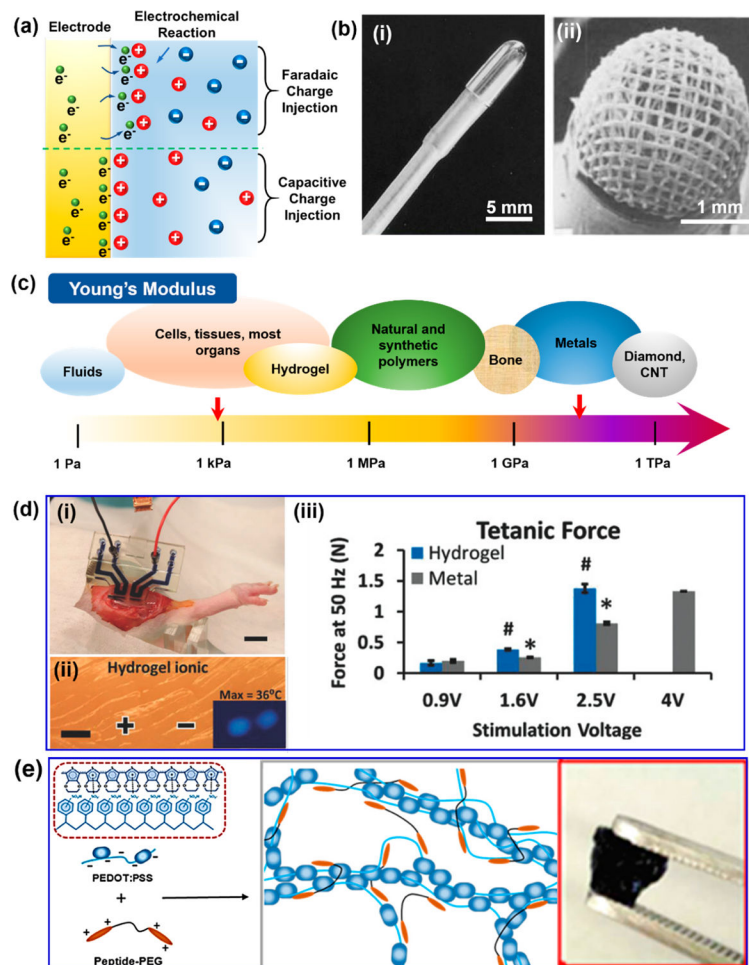 (a)
Electrode
Electrochemical
Reaction
e-
e-
e-
e-
e-
e-
e-
e-
Faradaic
Charge
Injection
e-
e-
e-
e-
e-
e-
e-
e-
Capacitive
Charge
Injection
(b)
(i)
5 mm
(ii)
1 mm
(c)
Young's Modulus
Cells, tissues, most
organs
Natural and
synthetic
polymers
Metals
Fluids
Hydrogel
Bone
Diamond,
CNT
1 Pa
1 kPa
1 MPa
1 GPa
1 TPa
(d)
(i)
(ii)
Hydrogel ionic
Max = 36°C
+
−
(iii)
Tetanic Force
Hydrogel
Metal
Force at 50 Hz (N)
2
1.5
1
0.5
0
#
*
#
*
0.9V
1.6V
2.5V
4V
Stimulation Voltage
(e)
PEDOT:PSS
+
Peptide-PEG